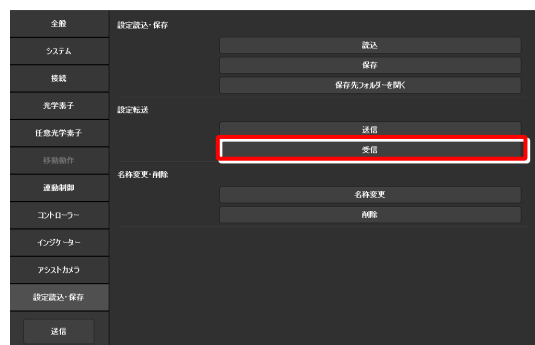 全般
システム
接続
光学素子
任意光学素子
移動動作
連動制御
コントローラー
インジケーター
アシストカメラ
設定読込・保存
送信
設定読込・保存
読込
保存
保存先フォルダーを開く
設定転送
送信
受信
名称変更・削除
名称変更
削除